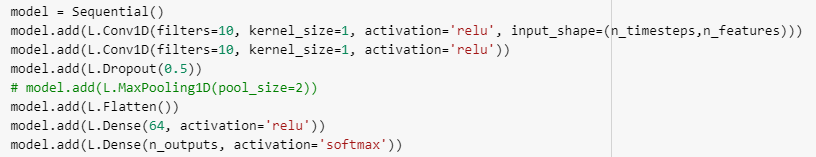 model = Sequential()
model.add(L.Conv1D(filters=10, kernel_size=1, activation='relu', input_shape=(n_timesteps,n_features)))
model.add(L.Conv1D(filters=10, kernel_size=1, activation='relu'))
model.add(L.Dropout(0.5))
# model.add(L.MaxPooling1D(pool_size=2))
model.add(L.Flatten())
model.add(L.Dense(64, activation='relu'))
model.add(L.Dense(n_outputs, activation='softmax'))